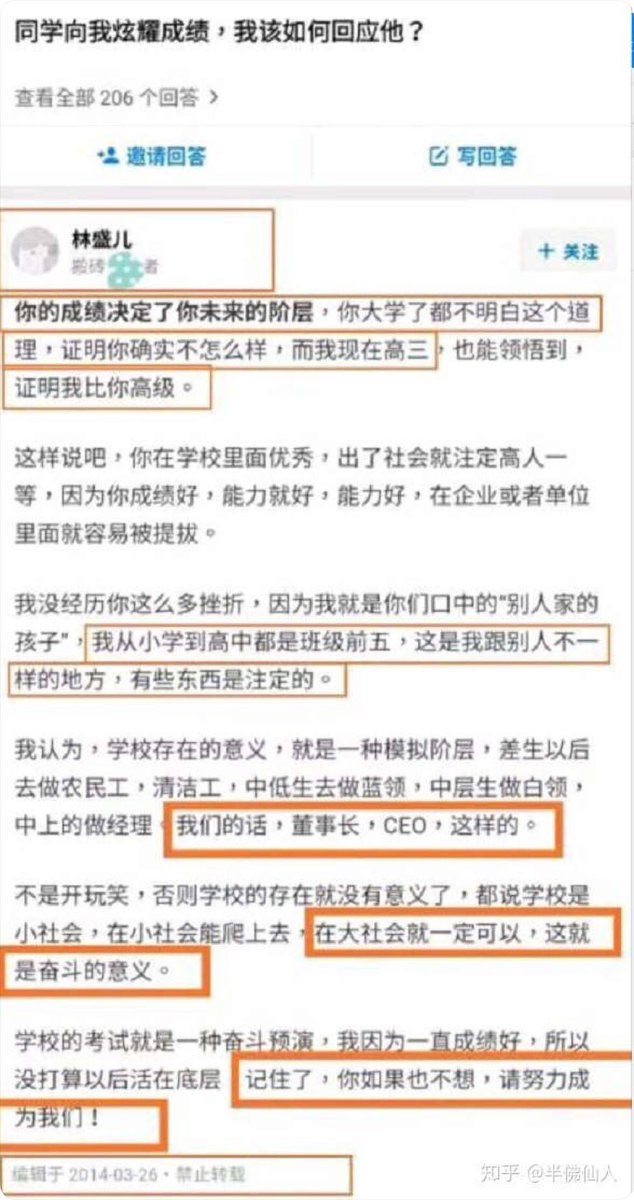 同学向我炫耀成绩，我该如何回应他？
查看全部 206 个回答 >
邀请回答
写回答
林盛儿
搬砖 者
+ 关注
你的成绩决定了你未来的阶层，你大学了都不明白这个道
理，证明你确实不怎么样，而我现在高三，也能领悟到，
证明我比你高级。
这样说吧，你在学校里面优秀，出了社会就注定高人一
等，因为你成绩好，能力就好，能力好，在企业或者单位
里面就容易被提拔。
我没经历你这么多挫折，因为我就是你们口中的“别人家的
孩子”，我从小学到高中都是班级前五，这是我跟别人不一
样的地方，有些东西是注定的。
我认为，学校存在的意义，就是一种模拟阶层，差生以后
去做农民工，清洁工，中低生去做蓝领，中层生做白领，
中上的做经理。我们的话，董事长，CEO，这样的。
不是开玩笑，否则学校的存在就没有意义了，都说学校是
小社会，在小社会能爬上去，在大社会就一定可以，这就
是奋斗的意义。
学校的考试就是一种奋斗预演，我因为一直成绩好，所以
没打算以后活在底层 记住了，你如果也不想，请努力成
为我们！
编辑于 2014-03-26・禁止转载
知乎 @半佛仙人